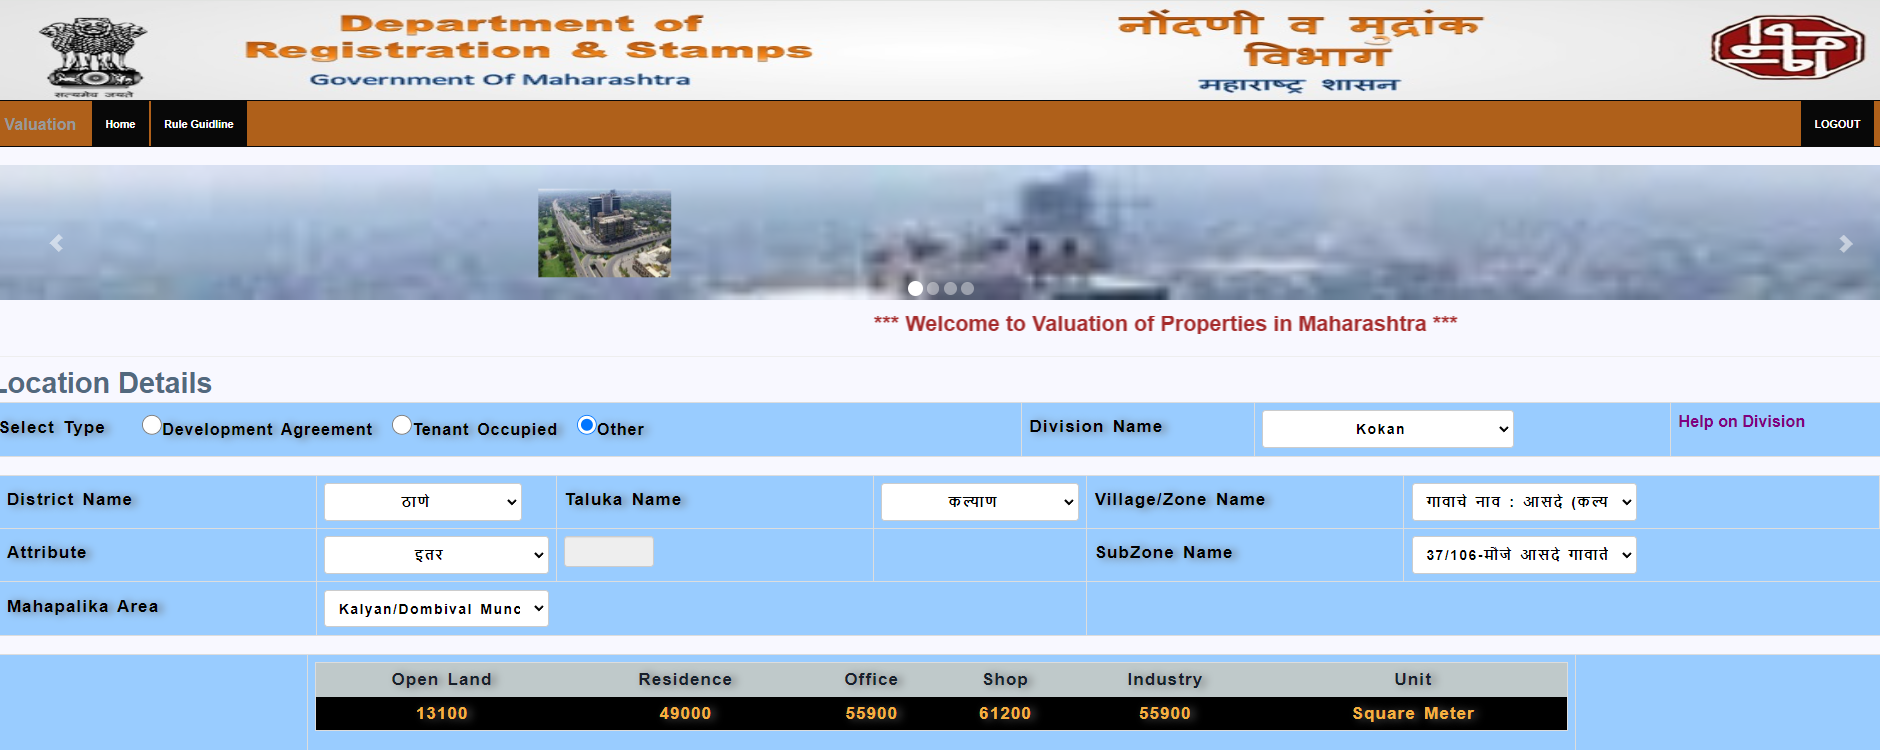 Department of
Registration & Stamps
Government Of Maharashtra
नोंदणी व मुद्रांक
विभाग
महाराष्ट्र शासन
सत्यमेव जयते
Valuation Home Rule Guidline LOGOUT
*** Welcome to Valuation of Properties in Maharashtra ***
Location Details
Select Type Development Agreement Tenant Occupied Other Division Name Kokan Help on Division
District Name ठाणे Taluka Name कल्याण Village/Zone Name गावाचे नाव : आसदे (कल्य
Attribute इतर SubZone Name 37/106-मौजे आसदे गावाते
Mahapalika Area Kalyan/Dombival Munc
Open Land Residence Office Shop Industry Unit
13100 49000 55900 61200 55900 Square Meter